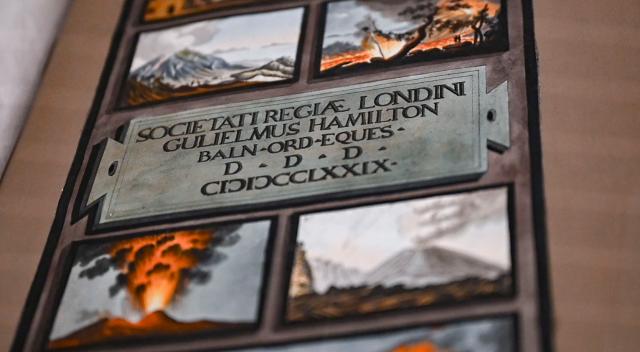 SOCIETATI REGIÆ LONDINI
GULIELMUS HAMILTON
BALN·ORD·EQUES·
D · D · D ·
CIƆIƆCCLXXIX·